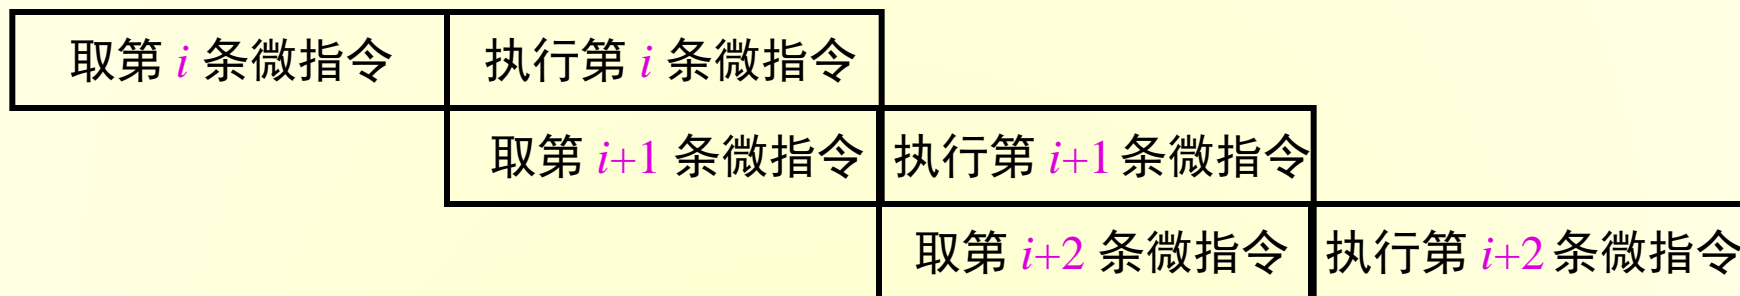 取第 i 条微指令 执行第 i 条微指令
取第 i+1 条微指令 执行第 i+1 条微指令
取第 i+2 条微指令 执行第 i+2 条微指令